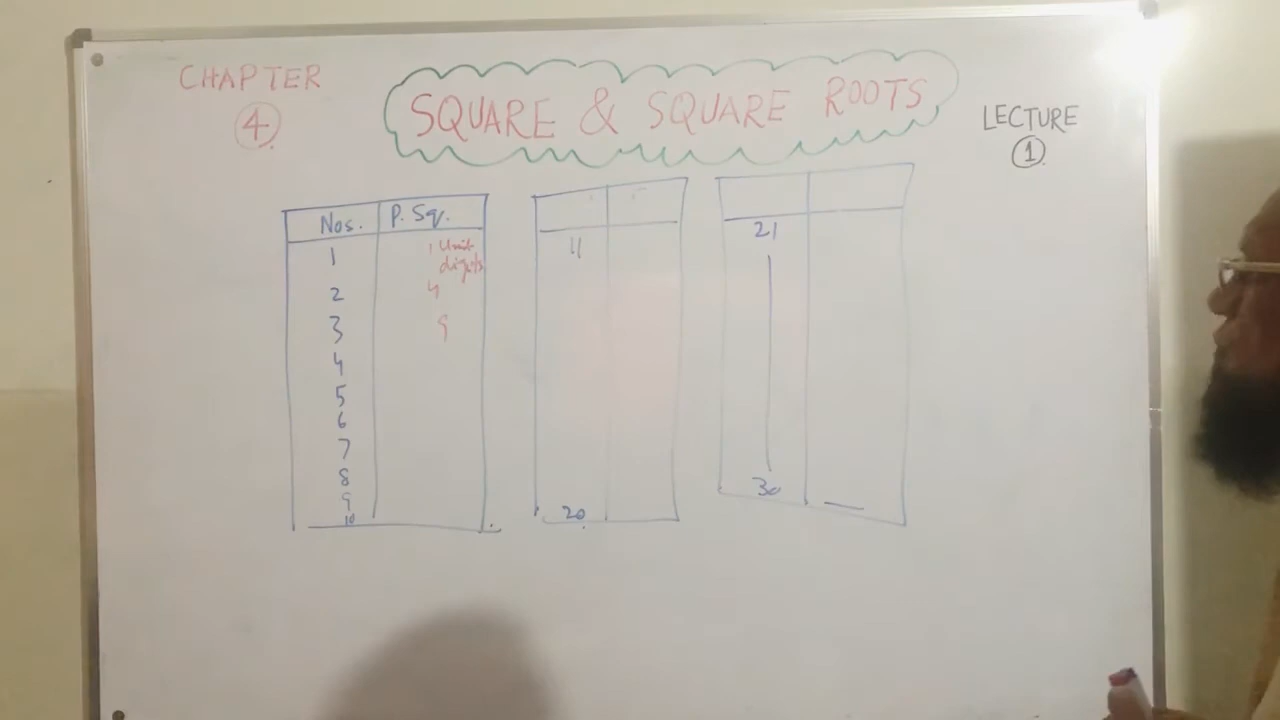 CHAPTER
4.
SQUARE & SQUARE ROOTS
LECTURE
1.
Nos. P. Sq.
1 1 Unit
digits
2 4
3 9
4
5
6
7
8
9
10
11
20
21
30